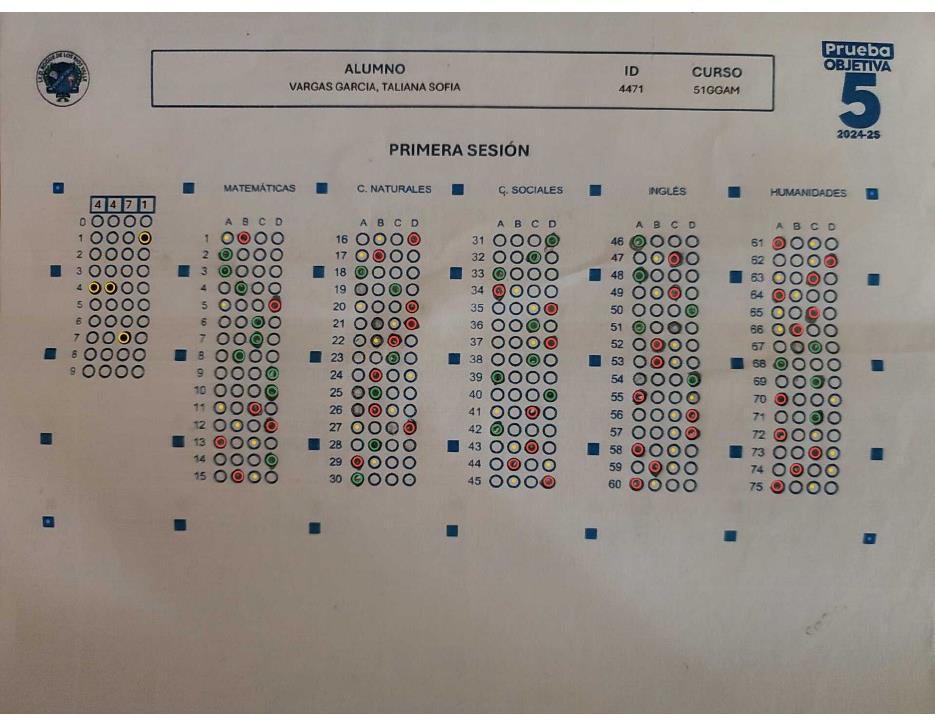 Prueba
OBJETIVA
5
2024-25
ALUMNO ID CURSO
VARGAS GARCIA, TALIANA SOFIA 4471 51GGAM
PRIMERA SESIÓN
MATEMÁTICAS C. NATURALES C. SOCIALES INGLÉS HUMANIDADES
4 4 7 1
A B C D A B C D A B C D A B C D A B C D
0
1 1 16 31 46 61
2 2 17 32 47 62
3 3 18 33 48 63
4 4 19 34 49 64
5 5 20 35 50 65
6 6 21 36 51 66
7 7 22 37 52 67
8 8 23 38 53 68
9 9 24 39 54 69
10 25 40 55 70
11 26 41 56 71
12 27 42 57 72
13 28 43 58 73
14 29 44 59 74
15 30 45 60 75